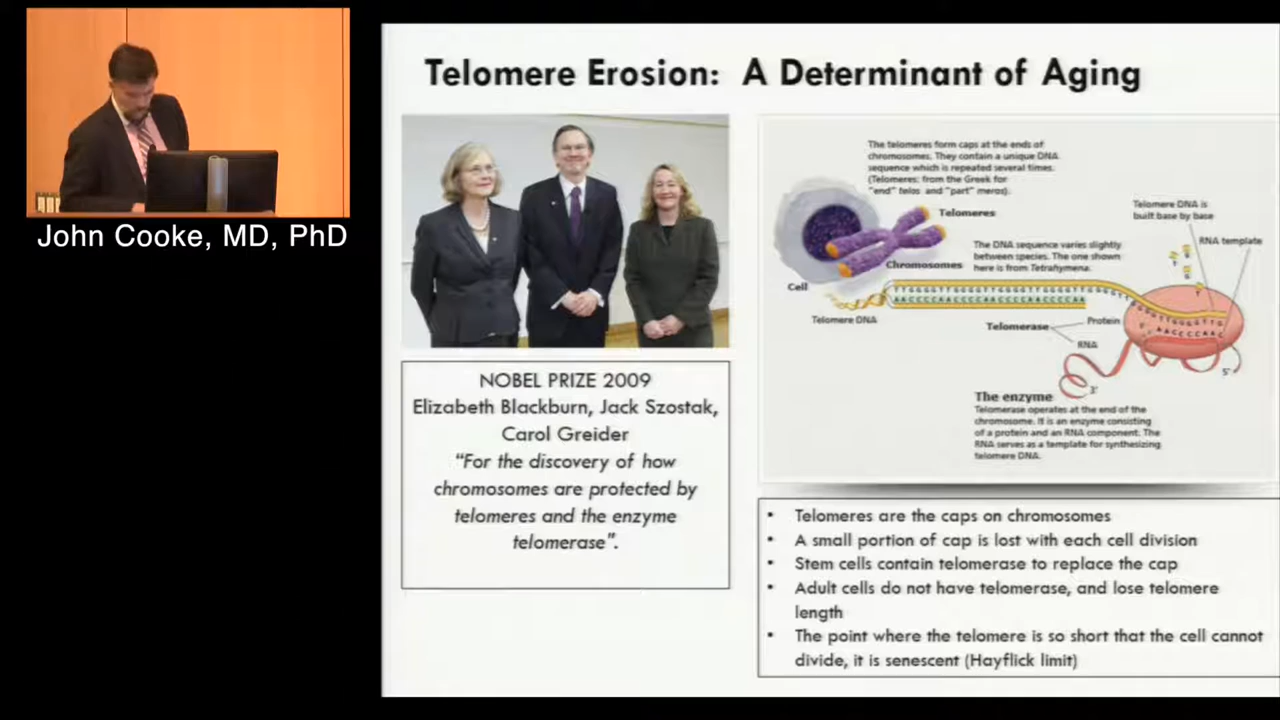 John Cooke, MD, PhD
Telomere Erosion: A Determinant of Aging
NOBEL PRIZE 2009
Elizabeth Blackburn, Jack Szostak,
Carol Greider
“For the discovery of how
chromosomes are protected by
telomeres and the enzyme
telomerase”.
The telomeres form caps at the ends of
chromosomes. They contain a unique DNA
sequence which is repeated several times.
(Telomeres: from the Greek for
"end" telos and "part" meros).
Telomeres
The DNA sequence varies slightly
between species. The one shown
here is from Tetrahymena.
Chromosomes
Cell
Telomere DNA
Telomere DNA is
built base by base
RNA template
Telomerase
Protein
RNA
3'
5'
The enzyme
Telomerase operates at the end of the
chromosome. It is an enzyme consisting
of a protein and an RNA component. The
RNA serves as a template for synthesizing
telomere DNA.
• Telomeres are the caps on chromosomes
• A small portion of cap is lost with each cell division
• Stem cells contain telomerase to replace the cap
• Adult cells do not have telomerase, and lose telomere
length
• The point where the telomere is so short that the cell cannot
divide, it is senescent (Hayflick limit)